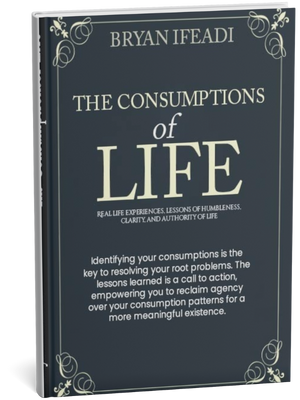 BRYAN IFEADI
THE CONSUMPTIONS
of
LIFE
REAL LIFE EXPERIENCES, LESSONS OF HUMBLENESS,
CLARITY, AND AUTHORITY OF LIFE
Identifying your consumptions is the
key to resolving your root problems. The
lessons learned is a call to action,
empowering you to reclaim agency
over your consumption patterns for a
more meaningful existence.